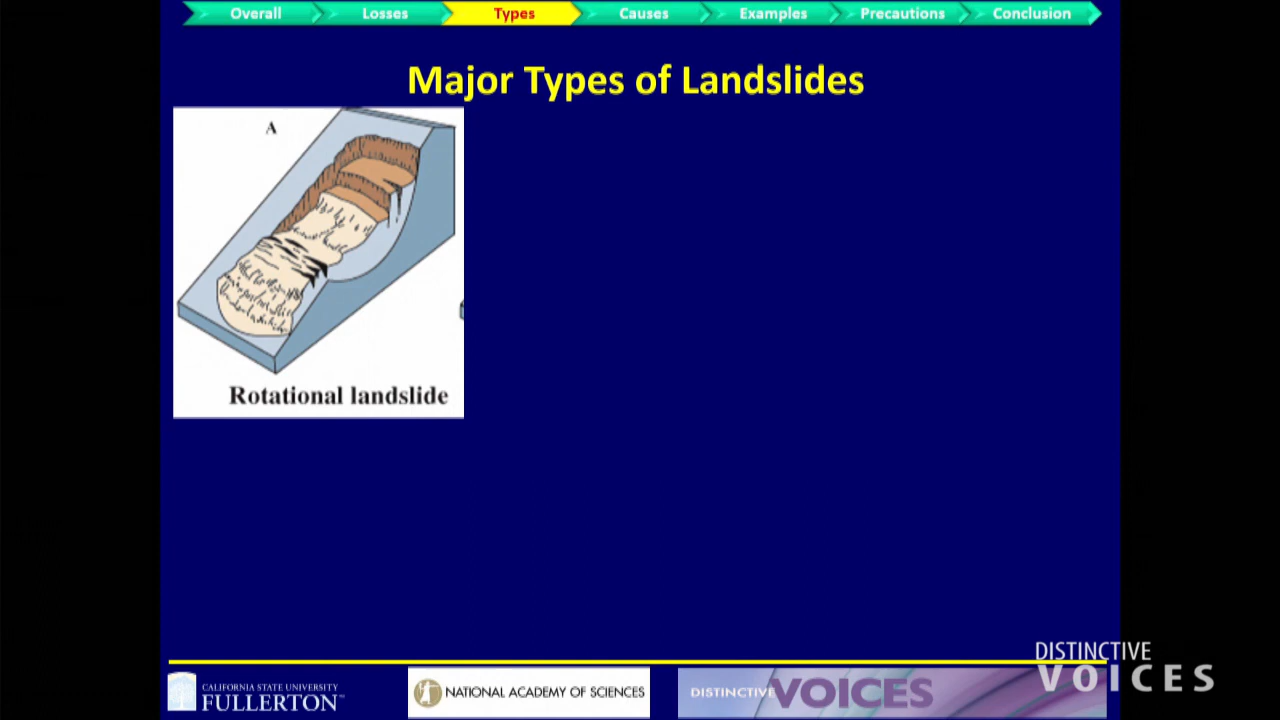 Overall
Losses
Types
Causes
Examples
Precautions
Conclusion
Major Types of Landslides
A
Rotational landslide
CALIFORNIA STATE UNIVERSITY
FULLERTON™
NATIONAL ACADEMY OF SCIENCES
DISTINCTIVE VOICES
DISTINCTIVE
VOICES